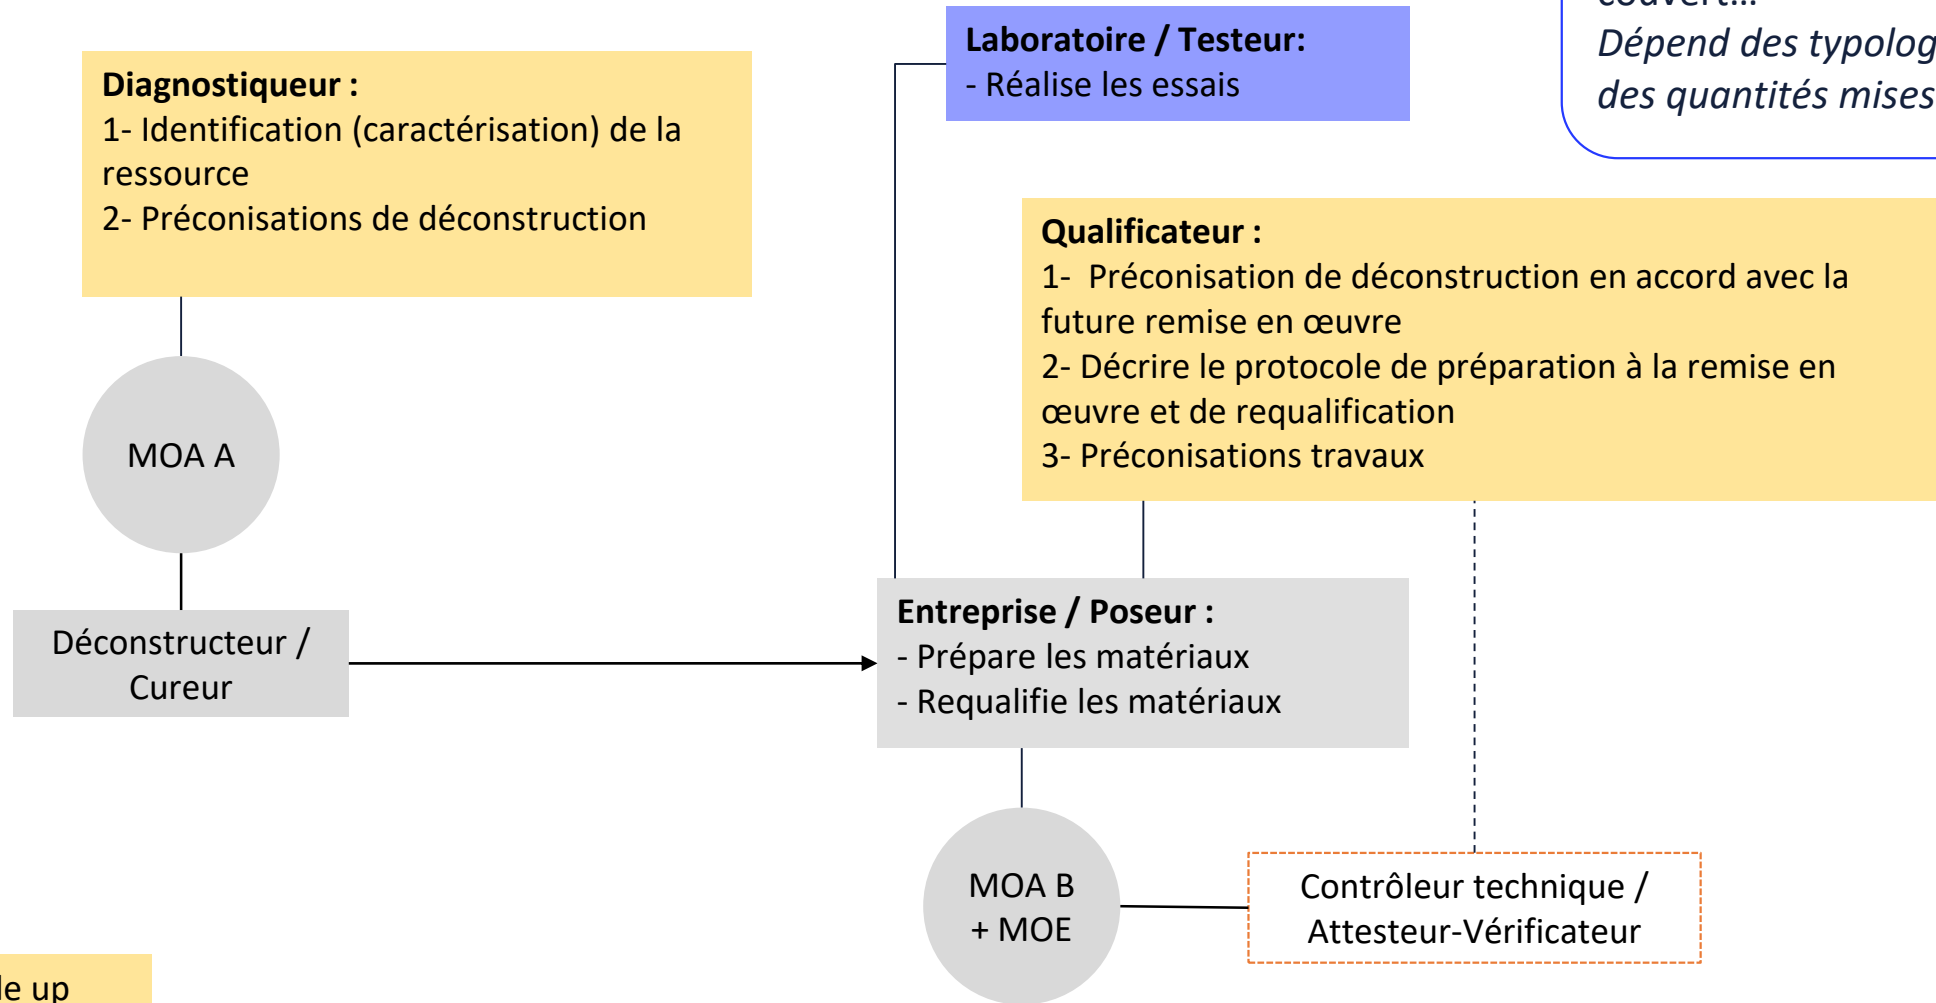 couvert...
Dépend des
des quantités mises
Laboratoire / Testeur:
- Réalise les essais
Diagnostiqueur :
1- Identification (caractérisation) de la
ressource
2- Préconisations de déconstruction
Qualificateur :
1-  Préconisation de déconstruction en accord avec la
future remise en œuvre
2- Décrire le protocole de préparation à la remise en
œuvre et de requalification
3- Préconisations travaux
MOA A
Déconstructeur /
Cureur
Entreprise / Poseur :
- Prépare les matériaux
- Requalifie les matériaux
MOA B
+ MOE
Contrôleur technique /
Attesteur-Vérificateur
up